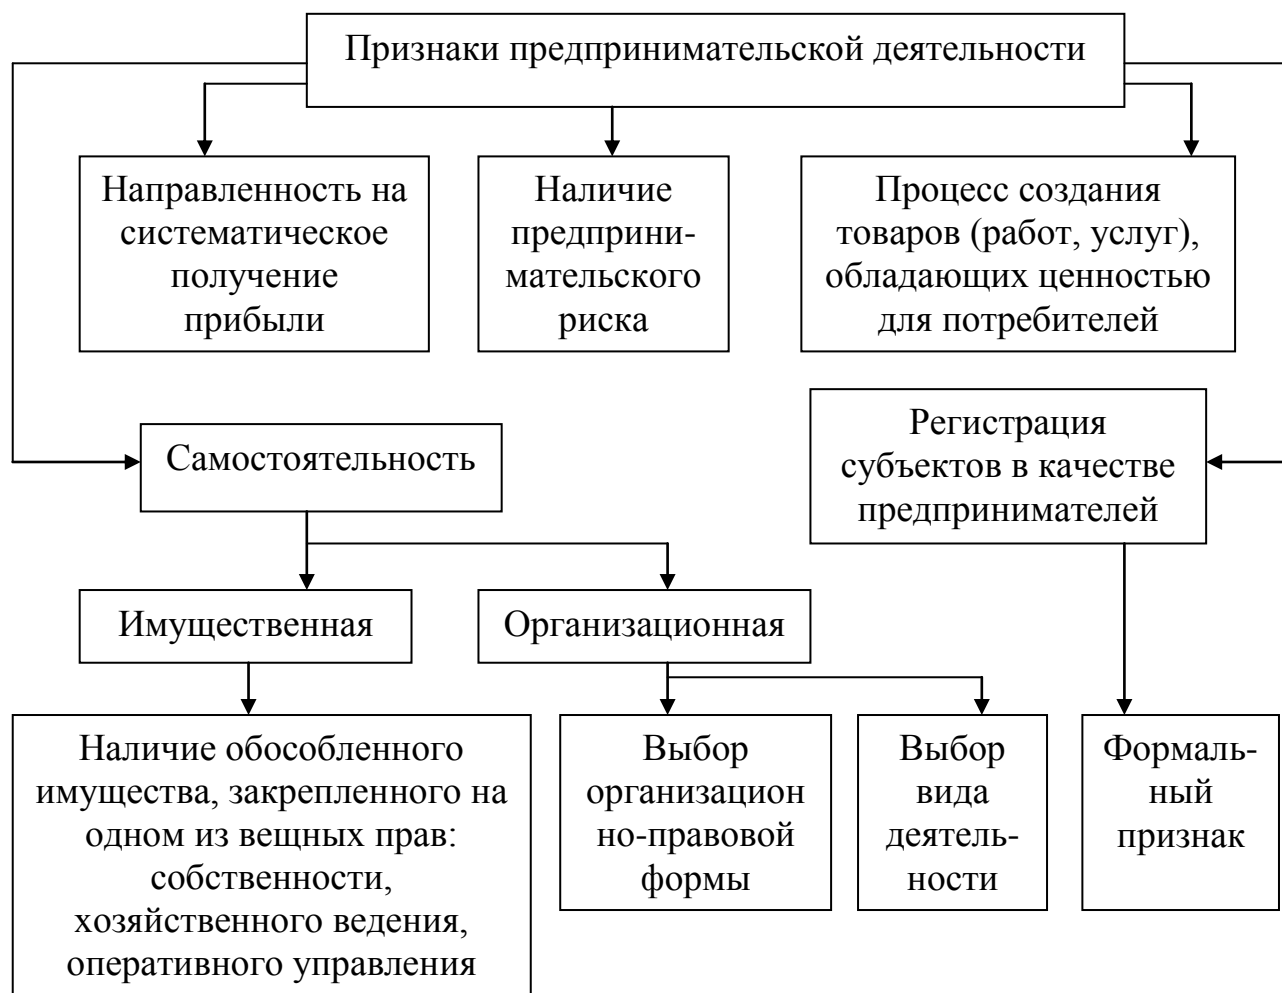 Признаки предпринимательской деятельности
Направленность на
систематическое
получение
прибыли
Наличие
предприни-
мательского
риска
Процесс создания
товаров (работ, услуг),
обладающих ценностью
для потребителей
Самостоятельность
Регистрация
субъектов в качестве
предпринимателей
Имущественная
Организационная
Наличие обособленного
имущества, закрепленного на
одном из вещных прав:
собственности,
хозяйственного ведения,
оперативного управления
Выбор
организацион
но-правовой
формы
Выбор
вида
деятель-
ности
Формаль-
ный
признак